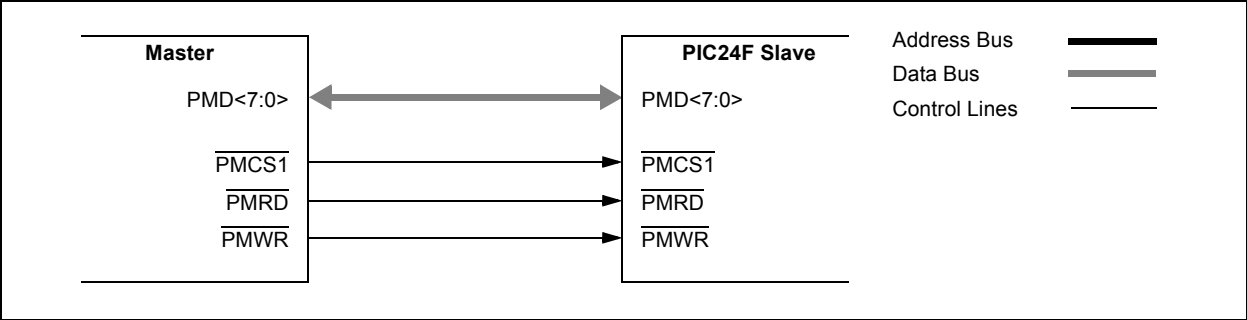 Master
PIC24F Slave
Address Bus
Data Bus
Control Lines
PMD<7:0>
PMD<7:0>
PMCS1
PMCS1
PMRD
PMRD
PMWR
PMWR